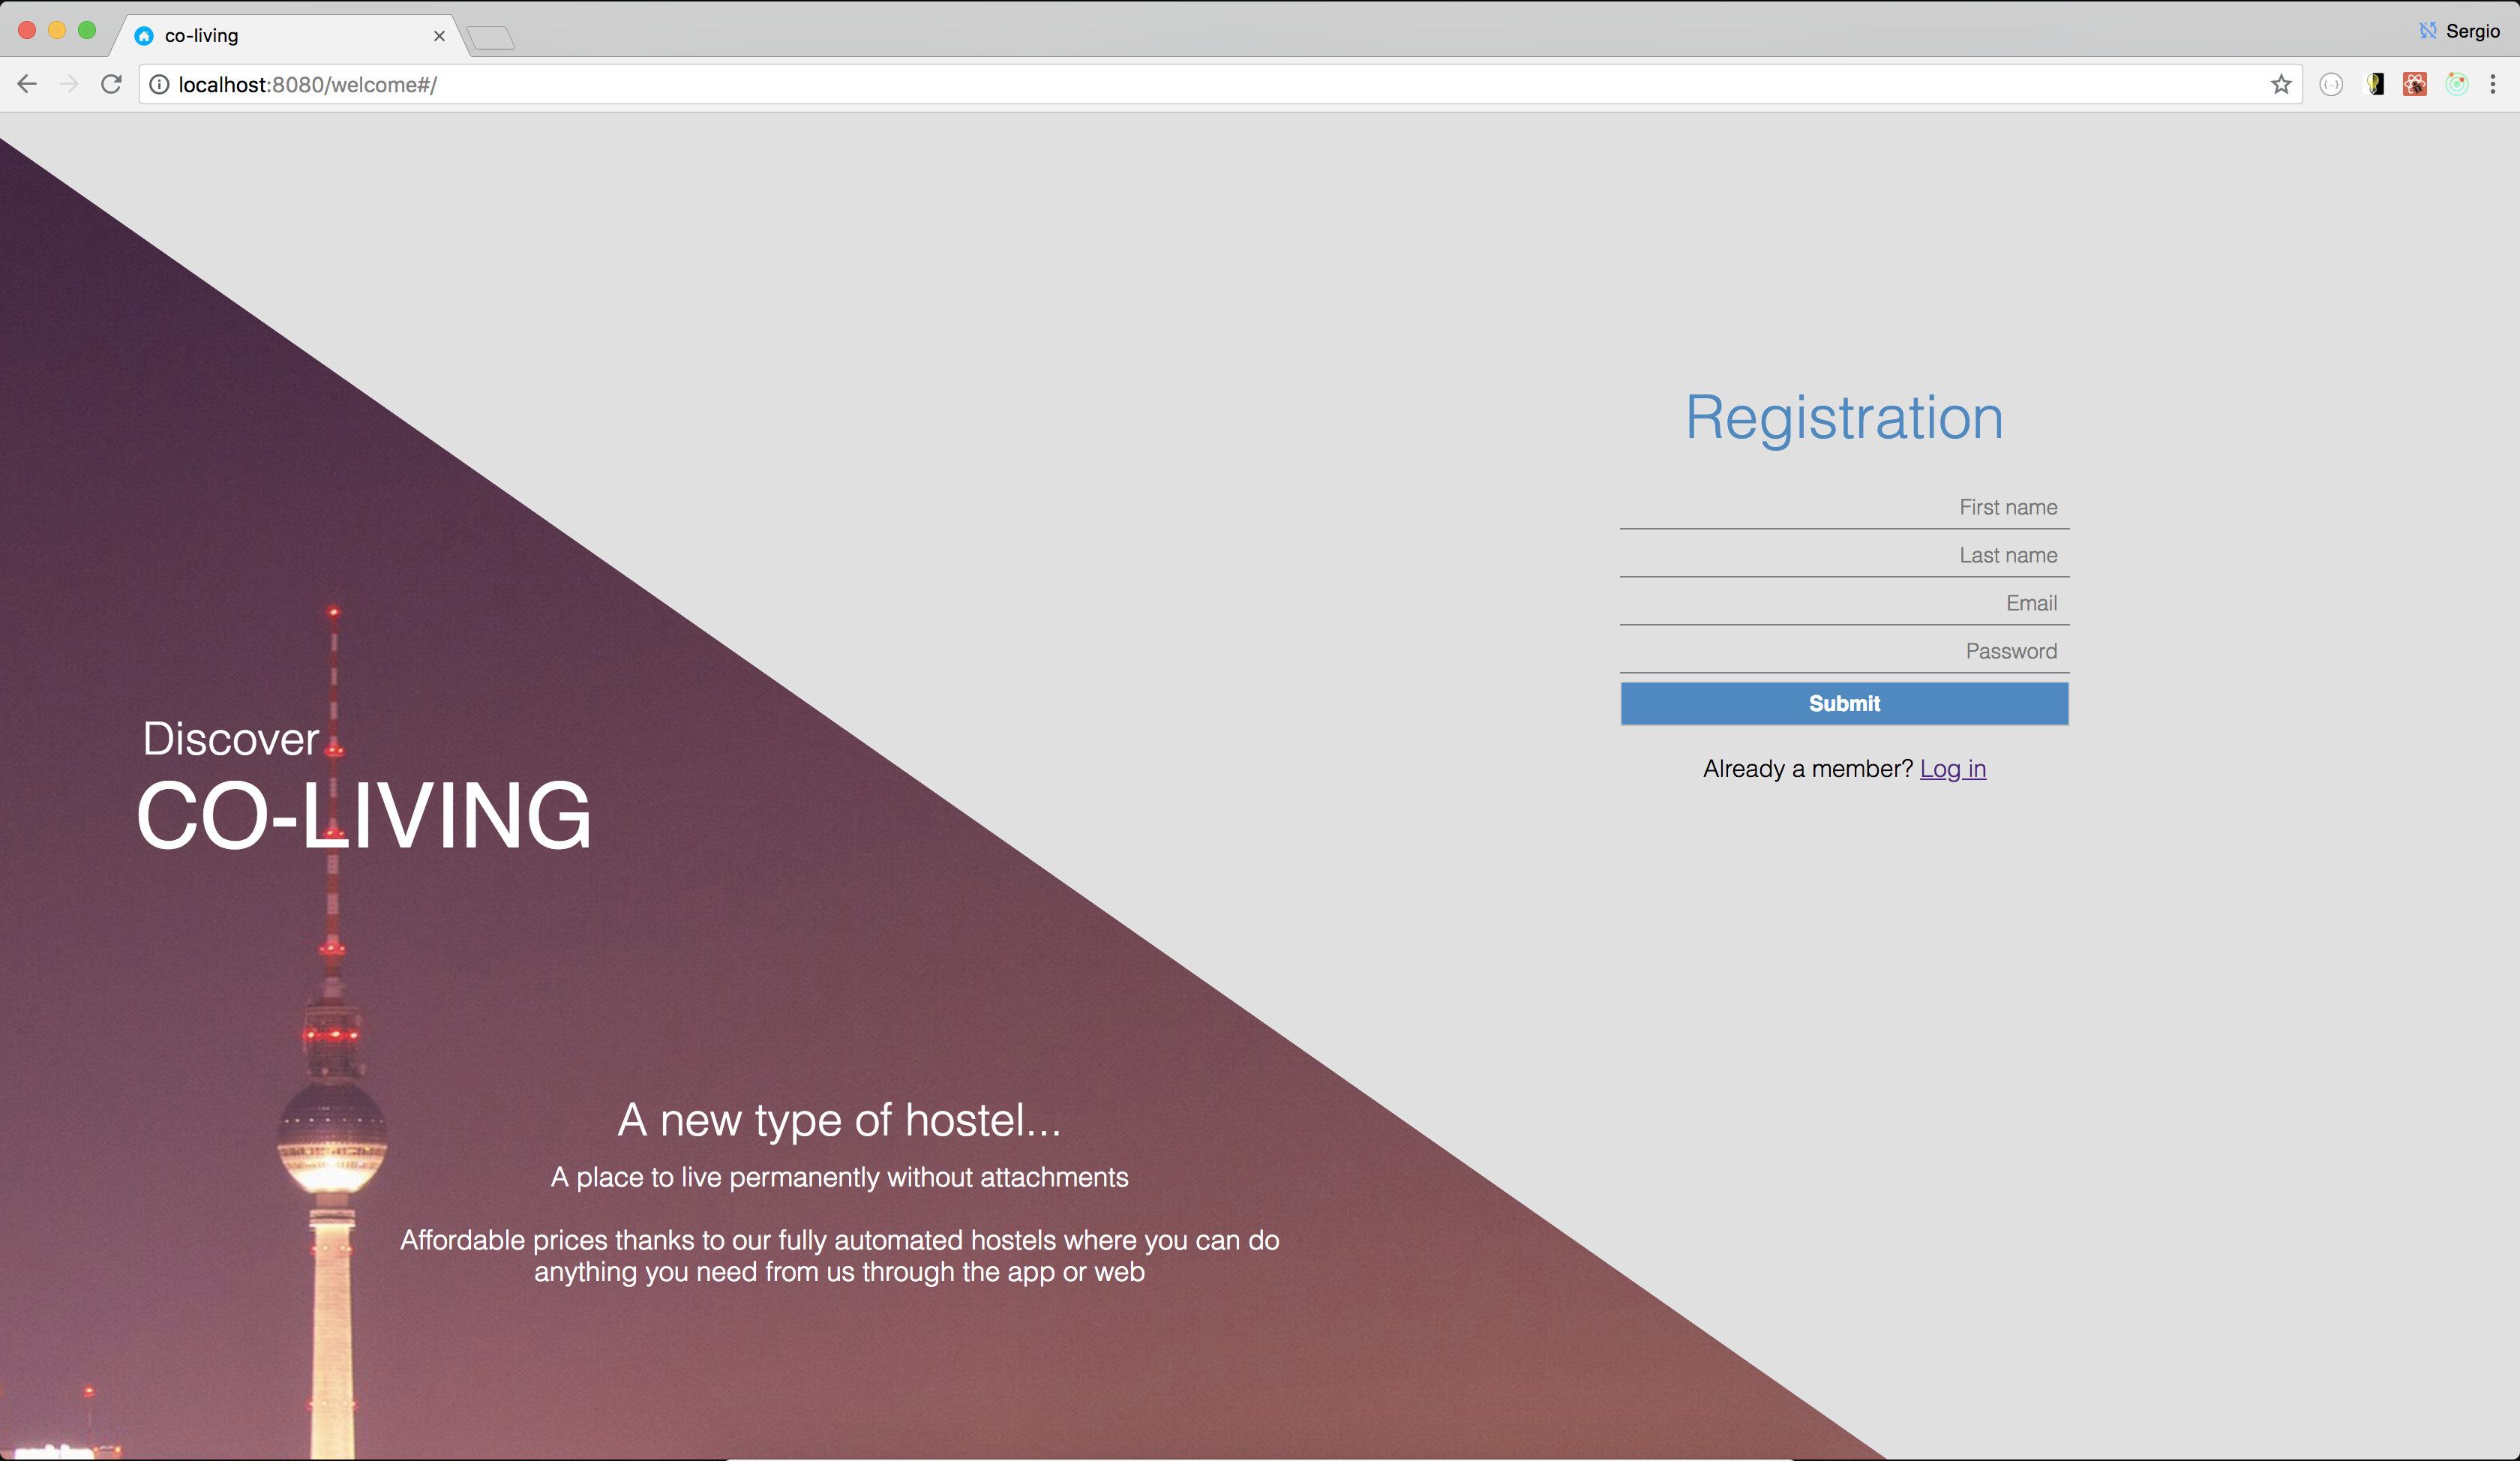 co-living
Sergio
localhost:8080/welcome#/
Registration
First name
Last name
Email
Password
Submit
Already a member? Log in
Discover
CO-LIVING
A new type of hostel...
A place to live permanently without attachments
Affordable prices thanks to our fully automated hostels where you can do
anything you need from us through the app or web